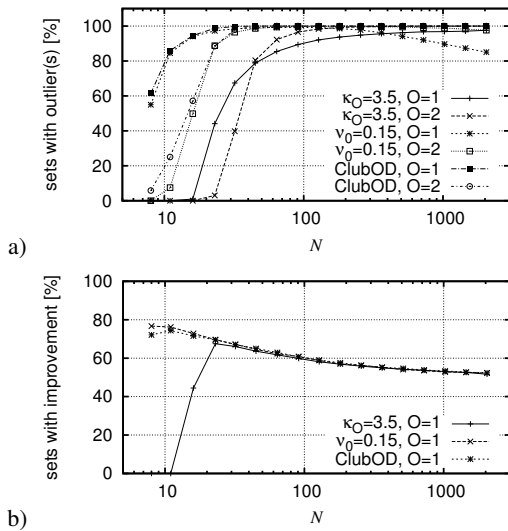 sets with outlier(s) [%]
100
80
60
40
20
0
κO=3.5, O=1
κO=3.5, O=2
ν0=0.15, O=1
ν0=0.15, O=2
ClubOD, O=1
ClubOD, O=2
10 100 1000
N
a)
sets with improvement [%]
100
80
60
40
20
0
κO=3.5, O=1
ν0=0.15, O=1
ClubOD, O=1
10 100 1000
N
b)